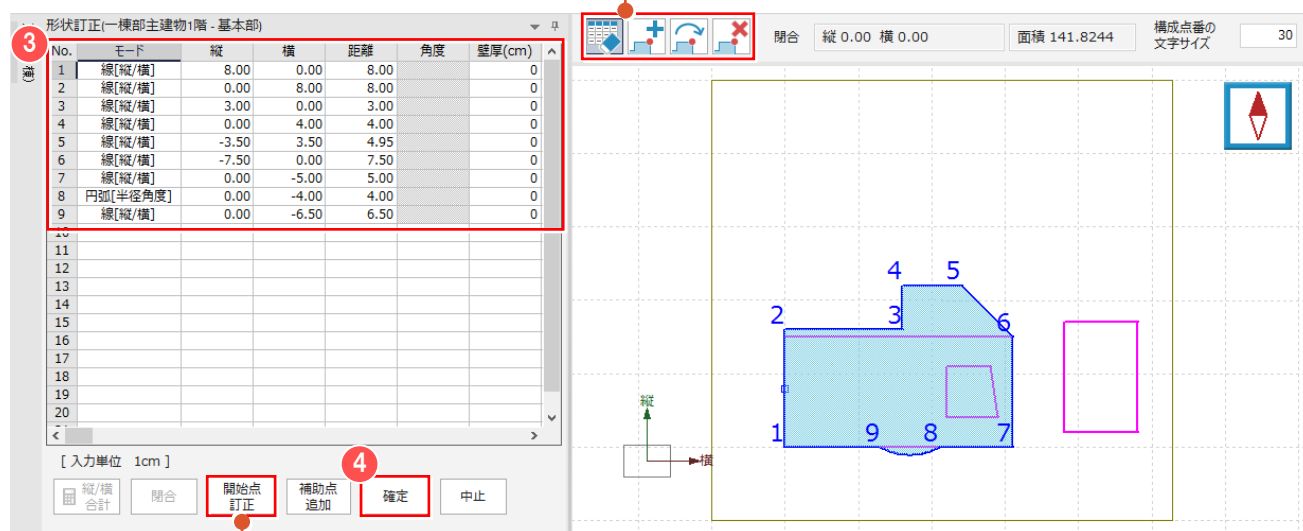 形状訂正(一棟部主建物1階 - 基本部)
3
No. モード 縦 横 距離 角度 壁厚(cm)
1 線[縦/横] 8.00 0.00 8.00 0
2 線[縦/横] 0.00 8.00 8.00 0
3 線[縦/横] 3.00 0.00 3.00 0
4 線[縦/横] 0.00 4.00 4.00 0
5 線[縦/横] -3.50 3.50 4.95 0
6 線[縦/横] -7.50 0.00 7.50 0
7 線[縦/横] 0.00 -5.00 5.00 0
8 円弧[半径角度] 0.00 -4.00 4.00 0
9 線[縦/横] 0.00 -6.50 6.50 0
10
11
12
13
14
15
16
17
18
19
20
[ 入力単位 1cm ]
4
縦/横
合計
閉合
開始点
訂正
補助点
追加
確定
中止
閉合 縦 0.00 横 0.00
面積 141.8244
構成点番の
文字サイズ
30
4 5
2 3 6
1 9 8 7
縦
横